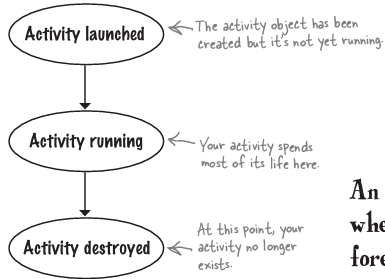 Activity launched
The activity object has been
created but it's not yet running.
Activity running
Your activity spends
most of its life here.
An
whe
fore
Activity destroyed
At this point, your
activity no longer
exists.